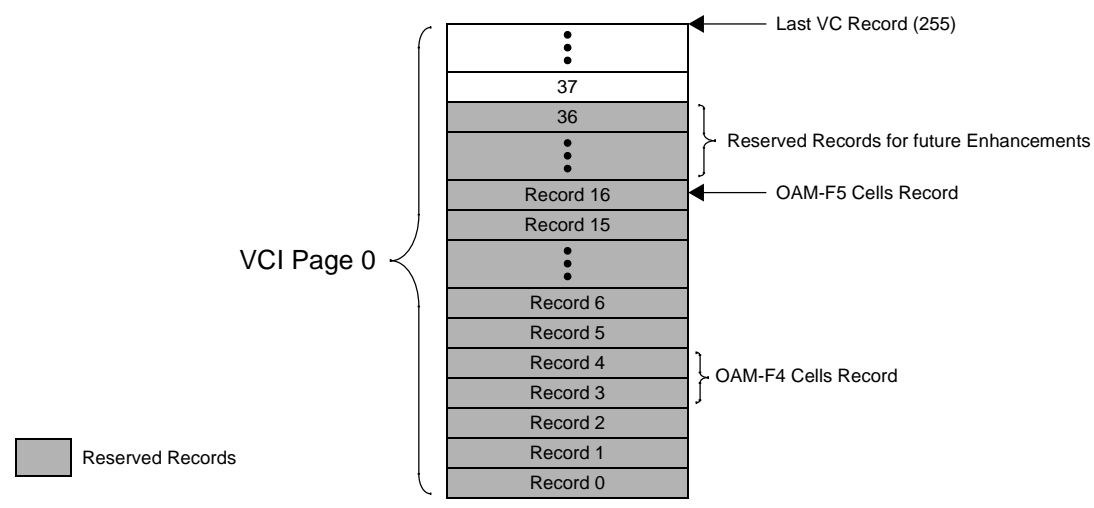 Last VC Record (255)
37
36
Reserved Records for future Enhancements
Record 16
OAM-F5 Cells Record
Record 15
VCI Page 0
Record 6
Record 5
Record 4
OAM-F4 Cells Record
Record 3
Record 2
Record 1
Reserved Records
Record 0